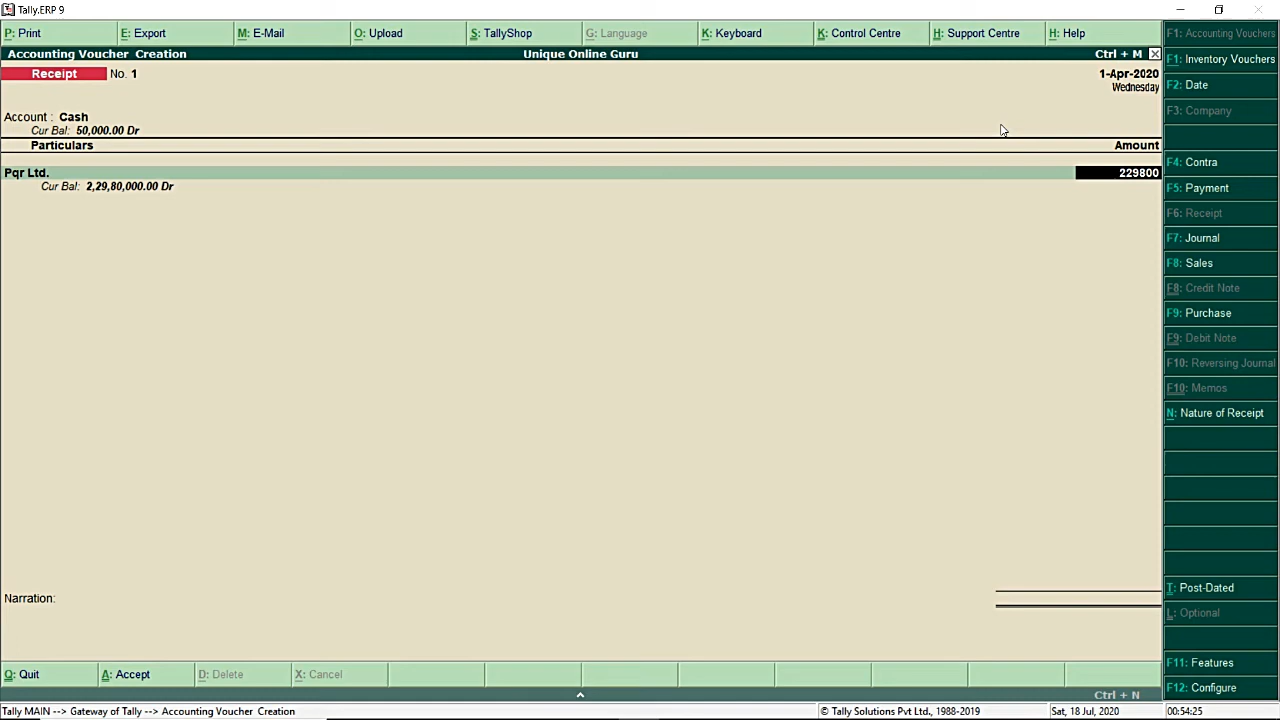 Tally.ERP 9
P: Print E: Export M: E-Mail O: Upload S: TallyShop G: Language K: Keyboard K: Control Centre H: Support Centre H: Help
Accounting Voucher Creation Unique Online Guru Ctrl + M
Receipt No. 1 1-Apr-2020
Wednesday
Account : Cash
Cur Bal: 50,000.00 Dr
Particulars Amount
Pqr Ltd. 229800
Cur Bal: 2,29,80,000.00 Dr
Narration:
Q: Quit A: Accept D: Delete X: Cancel
Ctrl + N
F1: Accounting Vouchers
F1: Inventory Vouchers
F2: Date
F3: Company
F4: Contra
F5: Payment
F6: Receipt
F7: Journal
F8: Sales
F8: Credit Note
F9: Purchase
F9: Debit Note
F10: Reversing Journal
F10: Memos
N: Nature of Receipt
T: Post-Dated
L: Optional
F11: Features
F12: Configure
Tally MAIN --> Gateway of Tally --> Accounting Voucher Creation © Tally Solutions Pvt Ltd., 1988-2019 Sat, 18 Jul, 2020 00:54:25